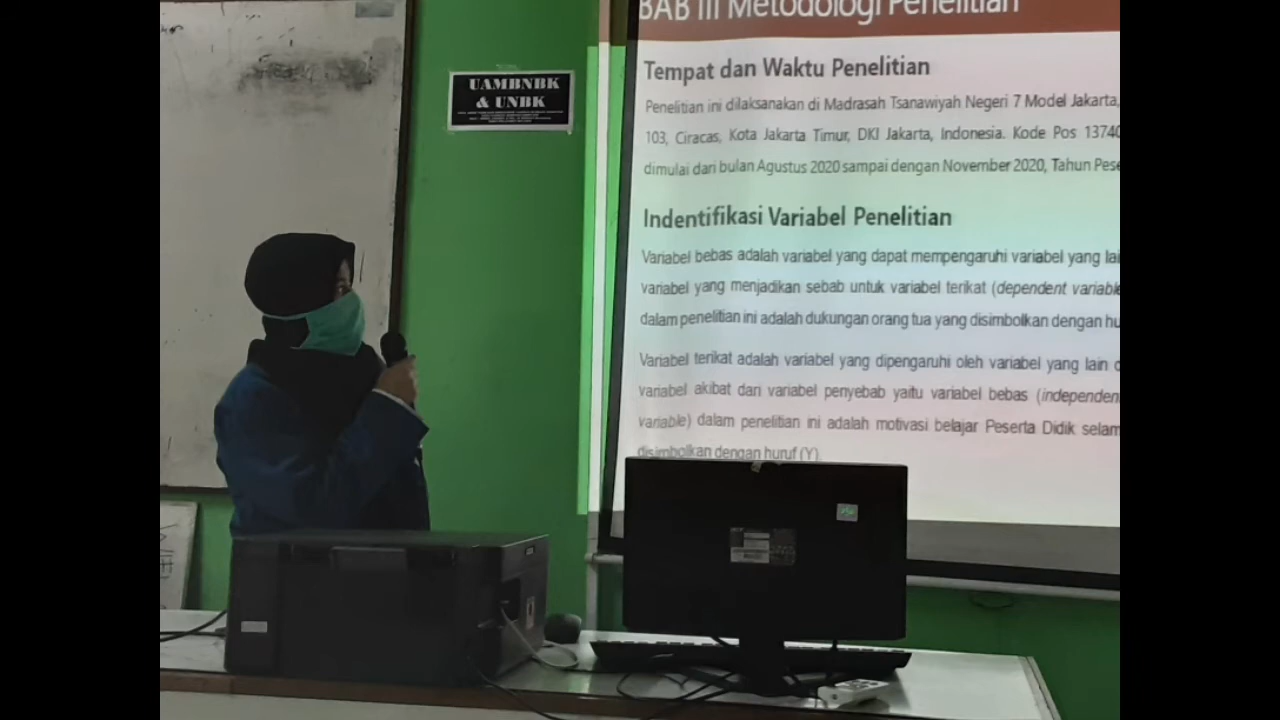 UAMBNBK
& UNBK
BAB III Metodologi Penelitian
Tempat dan Waktu Penelitian
Penelitian ini dilaksanakan di Madrasah Tsanawiyah Negeri 7 Model Jakarta,
103, Ciracas, Kota Jakarta Timur, DKI Jakarta, Indonesia. Kode Pos 13740
dimulai dari bulan Agustus 2020 sampai dengan November 2020, Tahun Pese
Indentifikasi Variabel Penelitian
Variabel bebas adalah variabel yang dapat mempengaruhi variabel yang lai
variabel yang menjadikan sebab untuk variabel terikat (dependent variable
dalam penelitian ini adalah dukungan orang tua yang disimbolkan dengan hu
Variabel terikat adalah variabel yang dipengaruhi oleh variabel yang lain
variabel akibat dari variabel penyebab yaitu variabel bebas (independen
variable) dalam penelitian ini adalah motivasi belajar Peserta Didik selam
disimbolkan dengan huruf (Y).